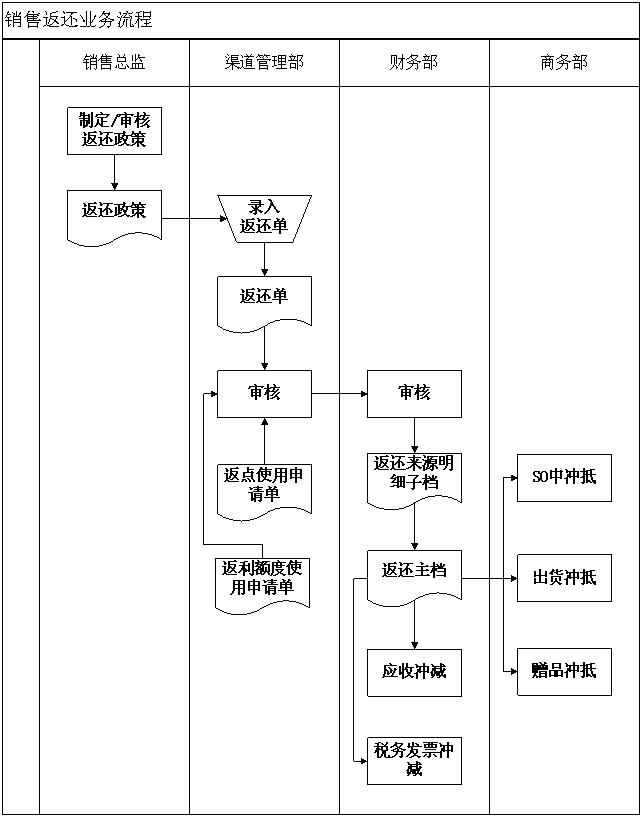 销售返还业务流程
销售总监
渠道管理部
财务部
商务部
制定/审核
返还政策
返还政策
录入
返还单
返还单
审核
审核
返点使用申
请单
返还来源明
细子档
SO中冲抵
返利额度使
用申请单
返还主档
出货冲抵
应收冲减
赠品冲抵
税务发票冲
减